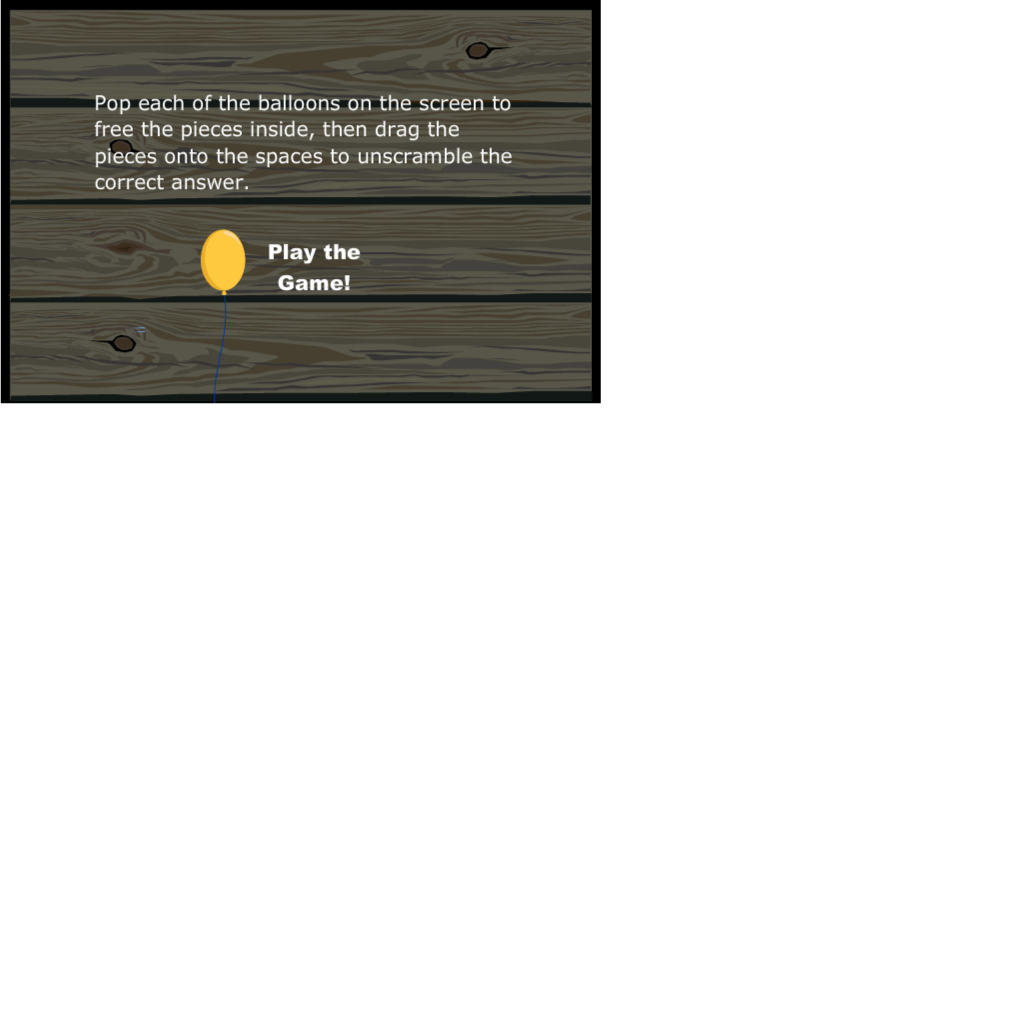 Pop each of the balloons on the screen to
free the pieces inside, then drag the
pieces onto the spaces to unscramble the
correct answer.
Play the
Game!